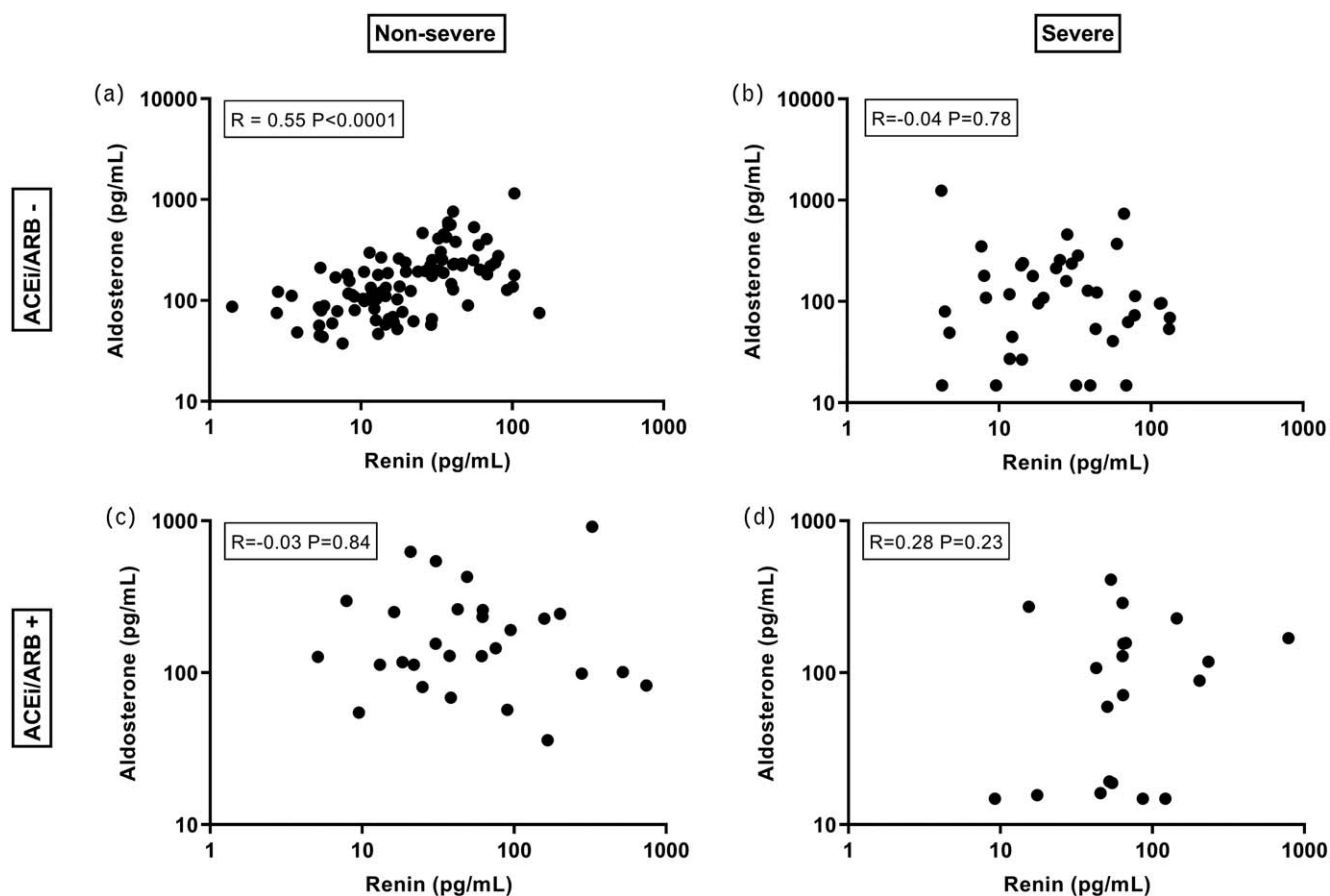 Non-severe
Severe
(a)
R = 0.55 P<0.0001
10000
1000
100
10
Aldosterone (pg/mL)
1
10
100
1000
Renin (pg/mL)
ACEi/ARB -
(b)
R=-0.04 P=0.78
10000
1000
100
10
Aldosterone (pg/mL)
1
10
100
1000
Renin (pg/mL)
(c)
R=-0.03 P=0.84
1000
100
10
Aldosterone (pg/mL)
1
10
100
1000
Renin (pg/mL)
ACEi/ARB +
(d)
R=0.28 P=0.23
1000
100
10
Aldosterone (pg/mL)
1
10
100
1000
Renin (pg/mL)